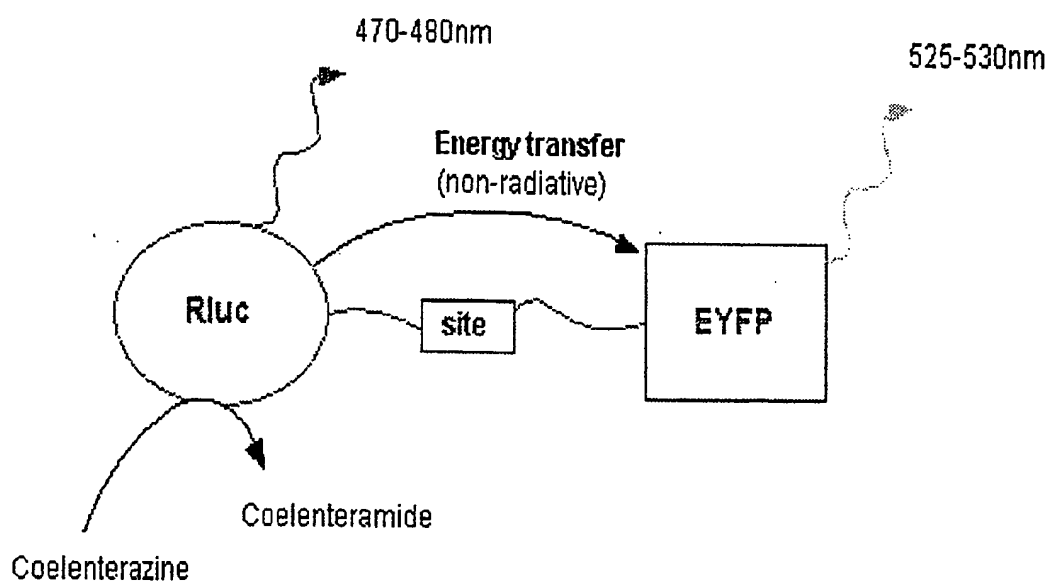 470-480nm
525-530nm
Energy transfer
(non-radiative)
Rluc
site
EYFP
Coelenteramide
Coelenterazine